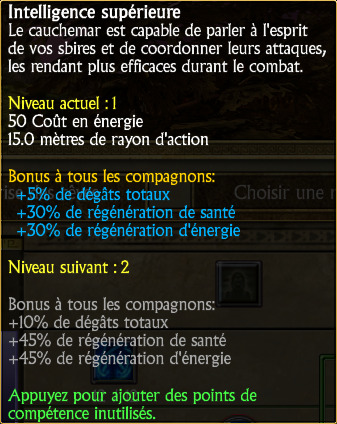 Intelligence supérieure
Le cauchemar est capable de parler à l'esprit
de vos sbires et de coordonner leurs attaques,
les rendant plus efficaces durant le combat.
Niveau actuel : 1
50 Coût en énergie
15.0 mètres de rayon d'action
Bonus à tous les compagnons:
+5% de dégâts totaux
Choisir une
+30% de régénération de santé
+30% de régénération d'énergie
Niveau suivant : 2
Bonus à tous les compagnons:
+10% de dégâts totaux
+45% de régénération de santé
+45% de régénération d'énergie
Appuyez pour ajouter des points de
compétence inutilisés.